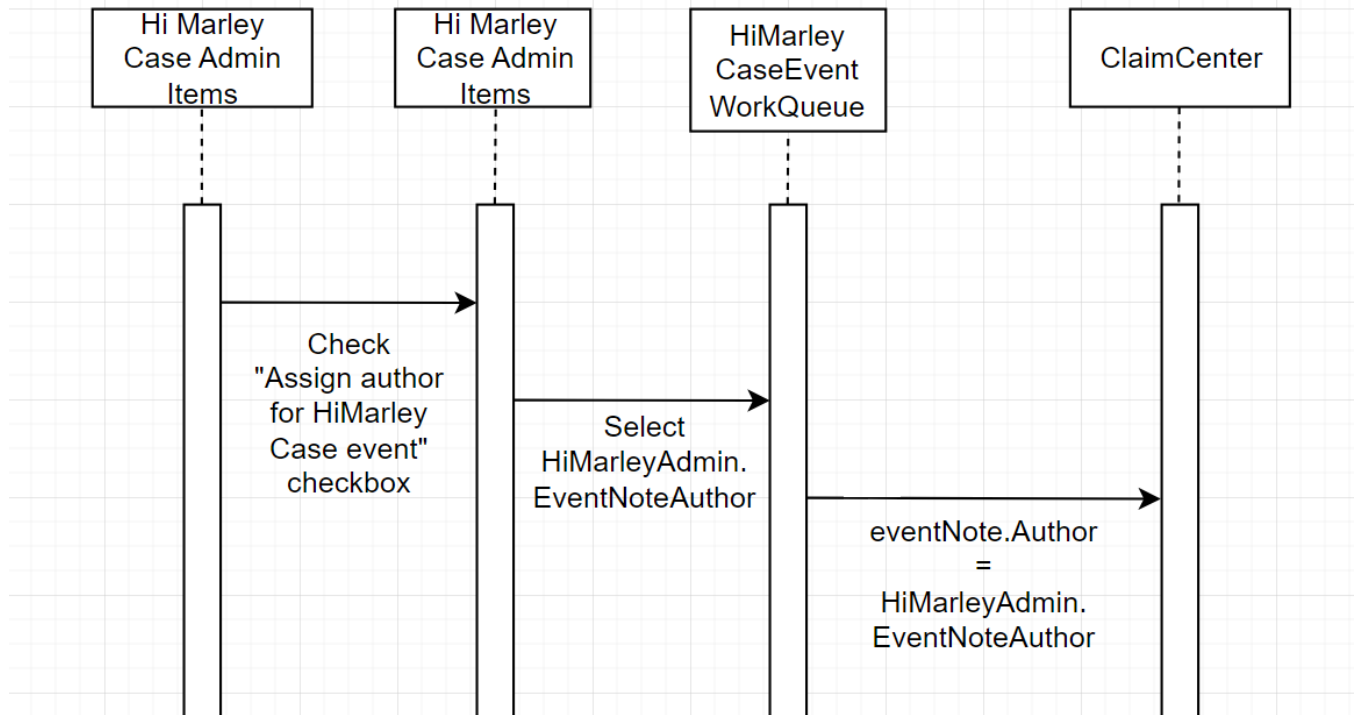 Hi Marley
Case Admin
Items
Hi Marley
Case Admin
Items
HiMarley
CaseEvent
WorkQueue
ClaimCenter
Check
"Assign author
for HiMarley
Case event"
checkbox
Select
HiMarleyAdmin.
EventNoteAuthor
eventNote.Author
=
HiMarleyAdmin.
EventNoteAuthor